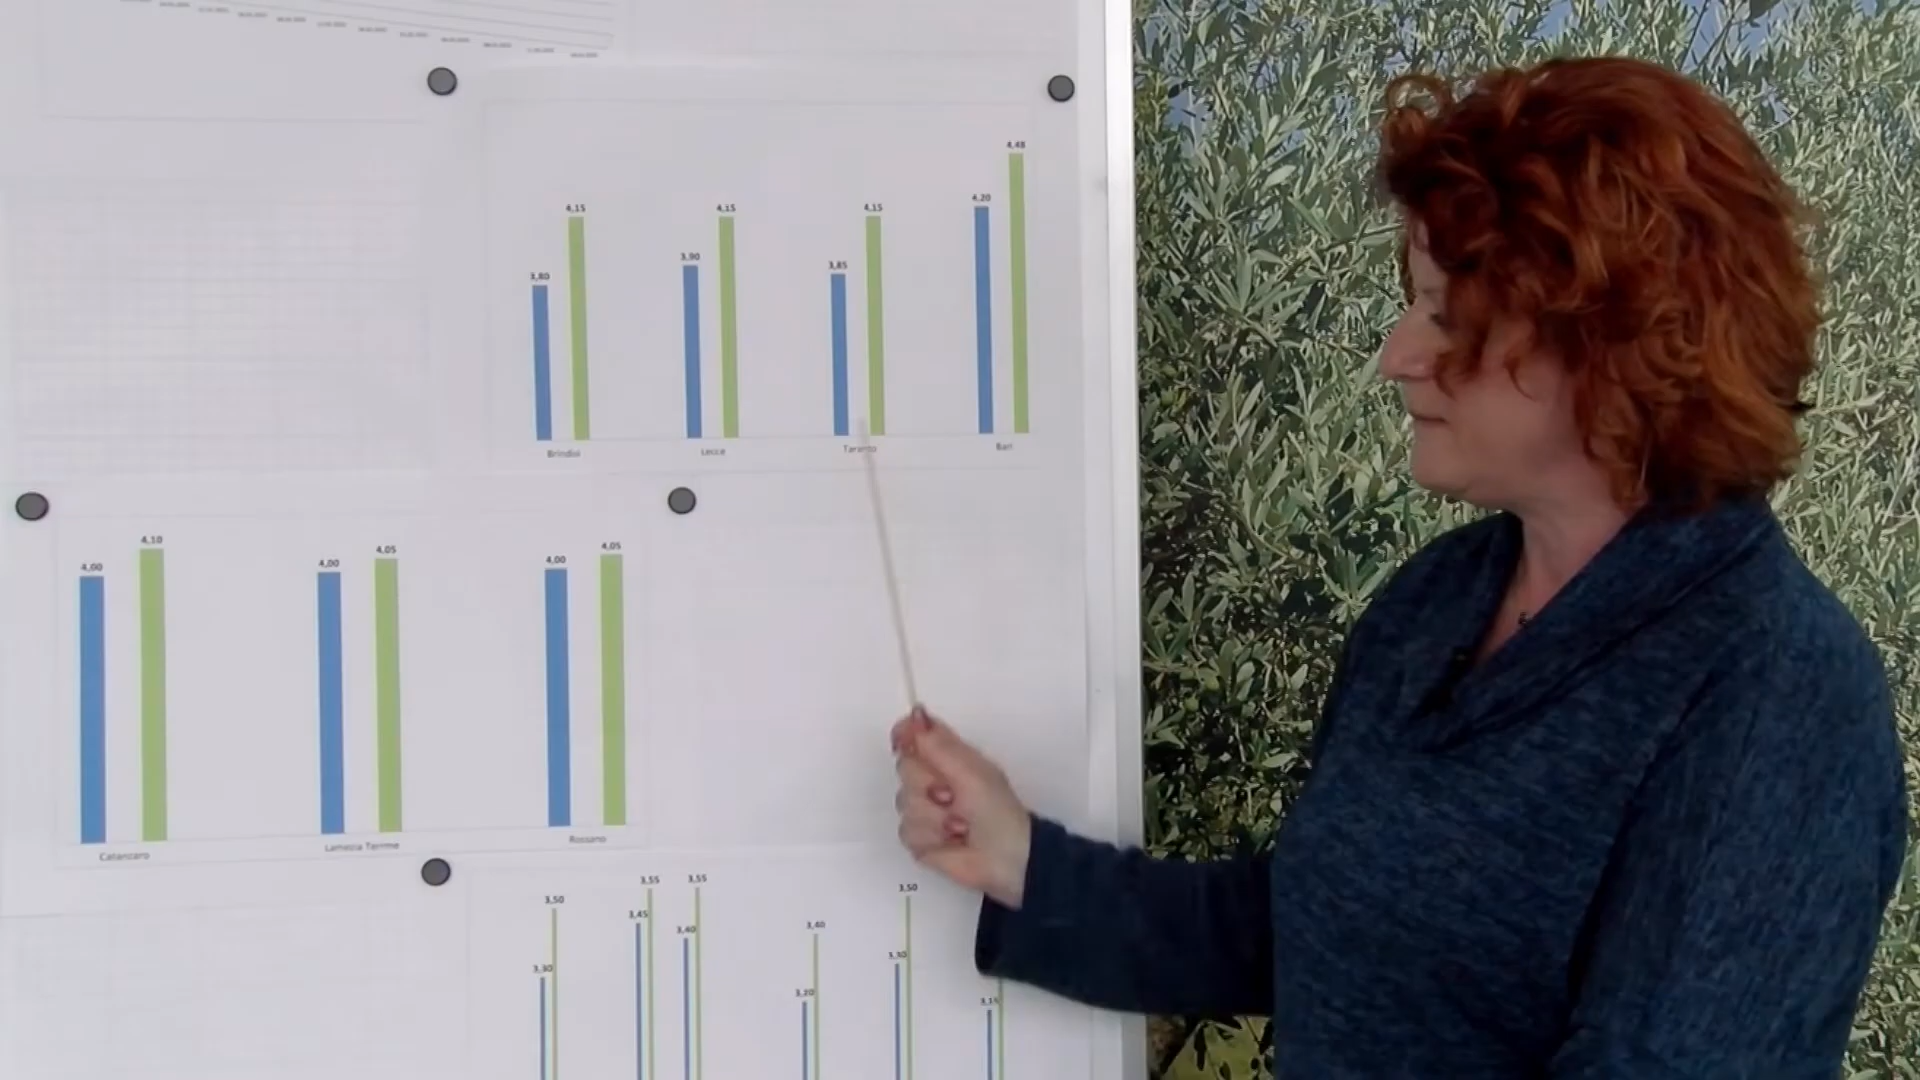 4,48
4,15 4,15 4,15 4,20
3,80 3,90 3,85
Brindisi Lecce Taranto Bari
4,00 4,10 4,00 4,05 4,00 4,05
Catanzaro Lamezia Terrme Rossano
3,50 3,55 3,55 3,40 3,50
3,30 3,45 3,40 3,20 3,30 3,15